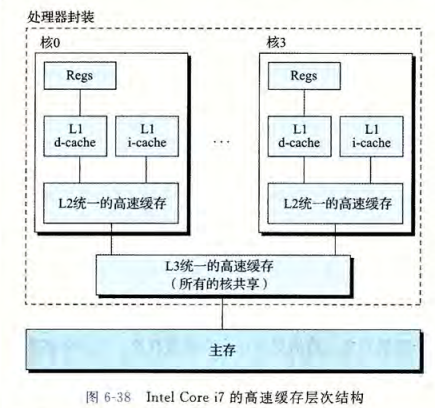 处理器封装
核0
核3
Regs
Regs
L1
d-cache
L1
i-cache
...
L1
d-cache
L1
i-cache
L2统一的高速缓存
L2统一的高速缓存
L3统一的高速缓存
（所有的核共享）
主存
图 6-38 Intel Core i7 的高速缓存层次结构